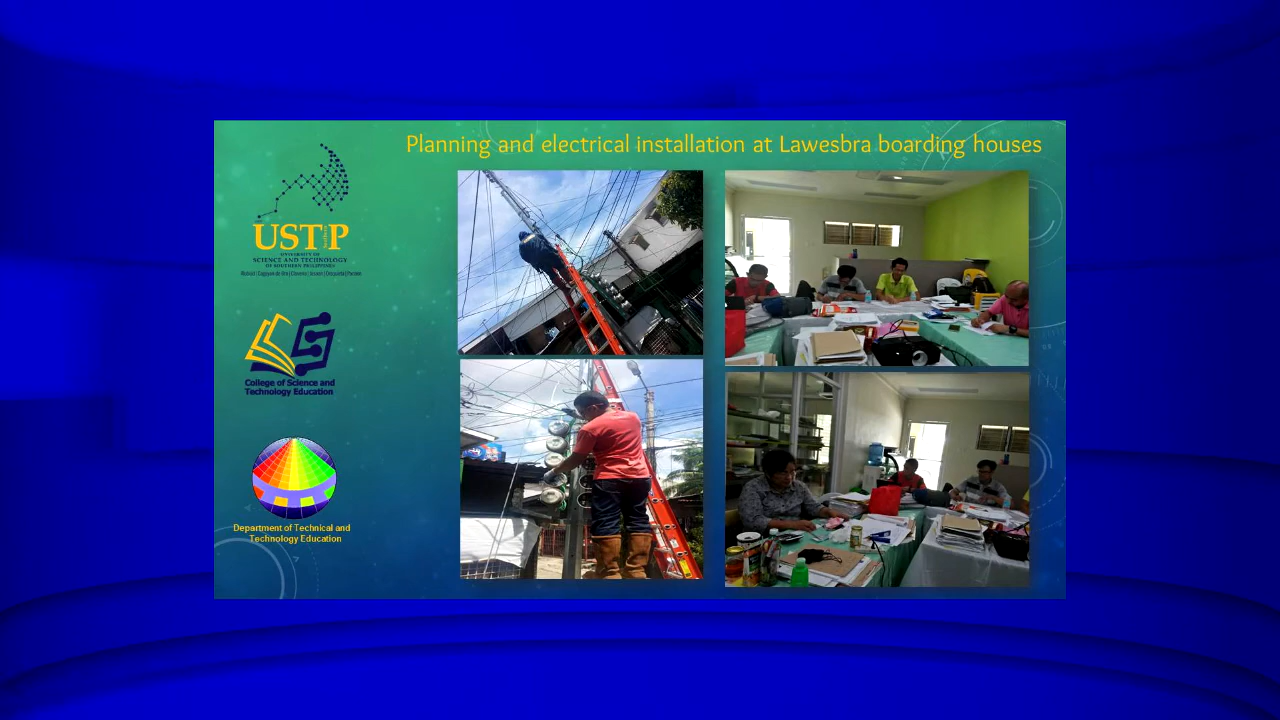 Planning and electrical installation at Lawesbra boarding houses
USTP
UNIVERSITY OF
SCIENCE AND TECHNOLOGY
OF SOUTHERN PHILIPPINES
College of Science and
Technology Education
Department of Technical and
Technology Education